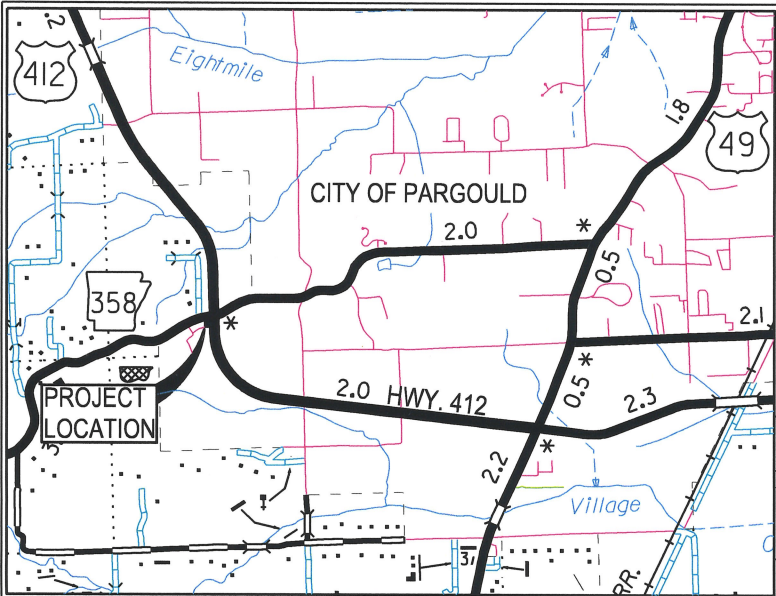 2
412
Eightmile
1.8
49
CITY OF PARGOULD
*
2.0
0.5
358
*
2.1
*
PROJECT
LOCATION
2.0 HWY. 412
0.5
2.3
*
2.2
Village
RR.